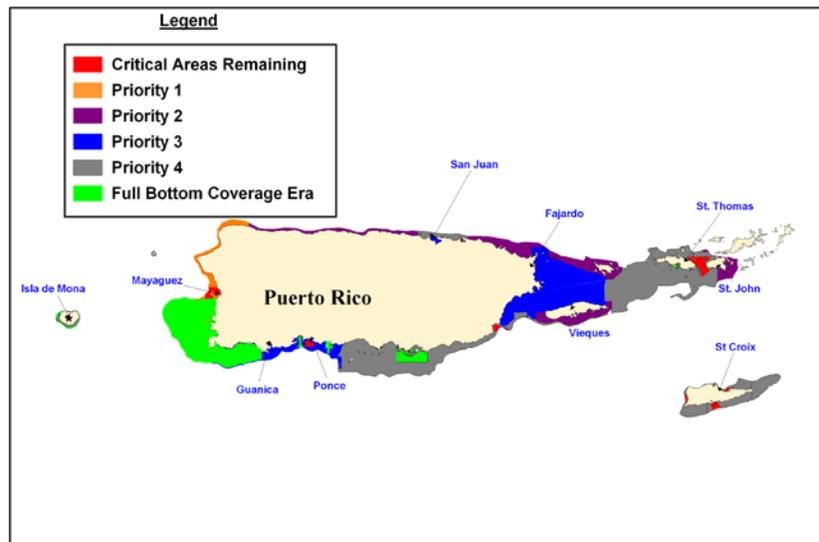 Legend
Critical Areas Remaining
Priority 1
Priority 2
Priority 3
Priority 4
Full Bottom Coverage Era
San Juan
Fajardo
St. Thomas
Isla de Mona
Mayaguez
Puerto Rico
St. John
Vieques
St Croix
Guanica
Ponce